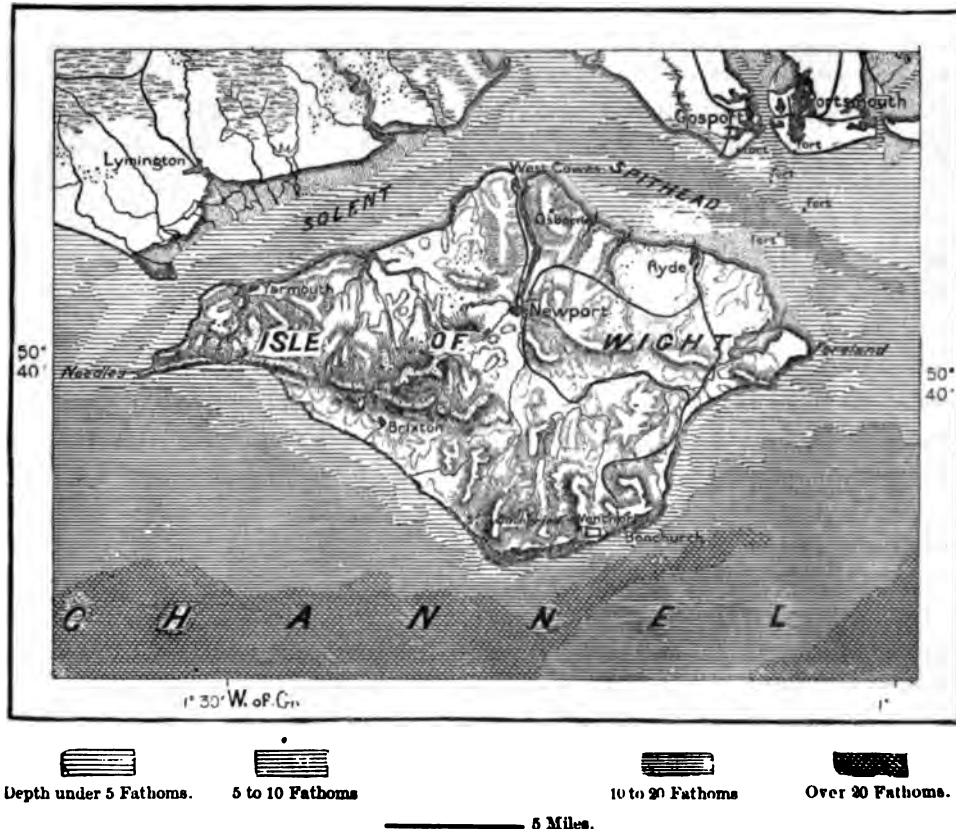 Portsmouth
Gosport
Fort
Fort
Fort
Fort
Fort
Lymington
West Cowes
SPITHEAD
SOLENT
Osborne
Ryde
Yarmouth
Newport
ISLE OF WIGHT
Foreland
50°
40'
50°
40'
Needles
Brixton
Bonchurch
CHANNEL
1° 30' W. of Gr.
1°
Depth under 5 Fathoms.
5 to 10 Fathoms
10 to 20 Fathoms
Over 20 Fathoms.
5 Miles.